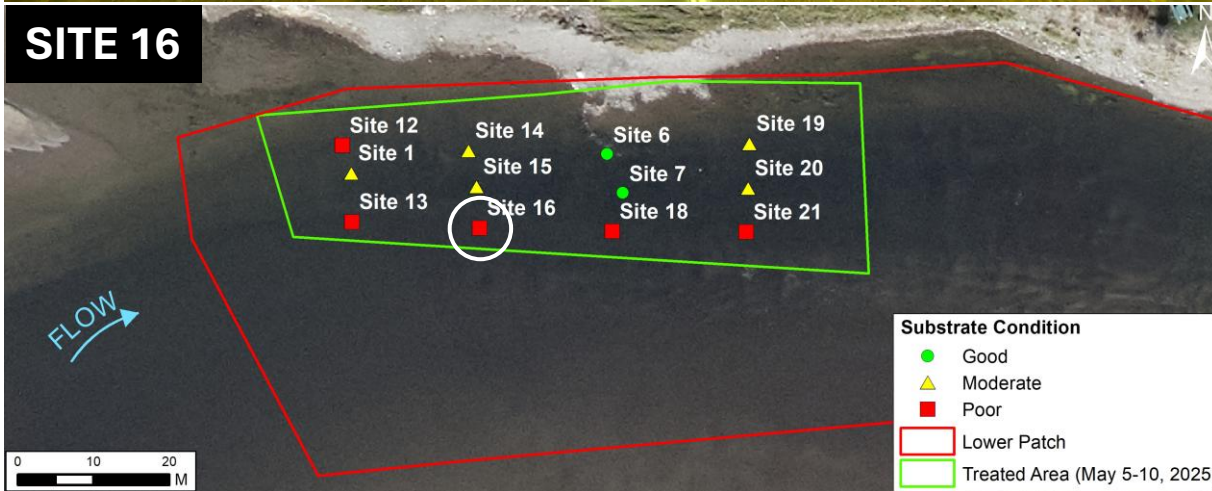 SITE 16
N
Site 12
Site 14
Site 6
Site 19
Site 1
Site 15
Site 7
Site 20
Site 13
Site 16
Site 18
Site 21
FLOW
Substrate Condition
Good
Moderate
Poor
Lower Patch
Treated Area (May 5-10, 2025
0 10 20
M